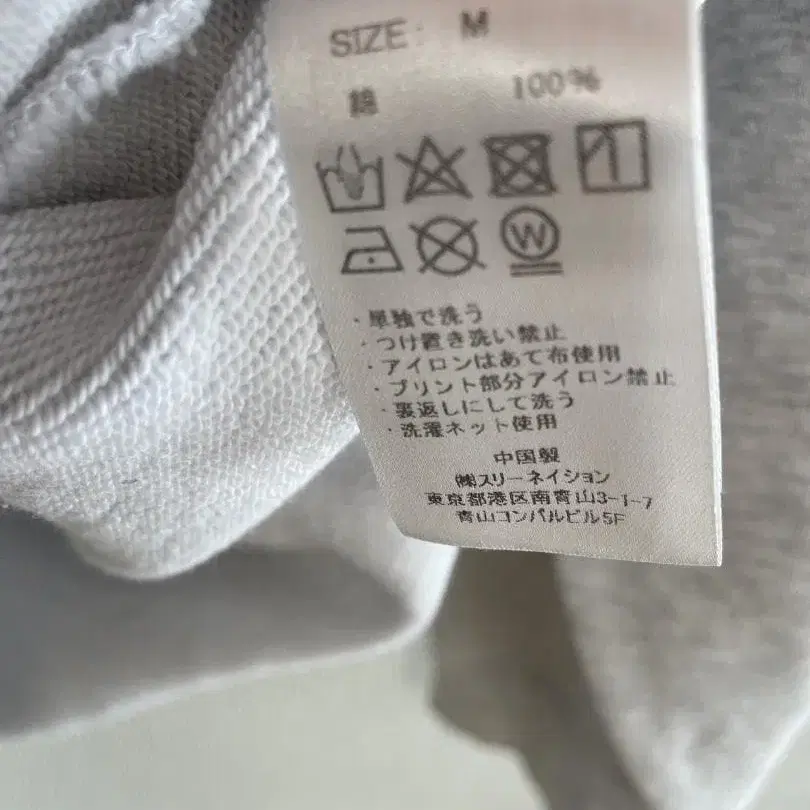 SIZE: M
綿 100%
W
・単独で洗う
・つけ置き洗い禁止
・アイロンはあて布使用
・プリント部分アイロン禁止
・裏返しにして洗う
・洗濯ネット使用
中国製
㈱スリーネイション
東京都港区南青山3-1-7
青山コンパルビル5F